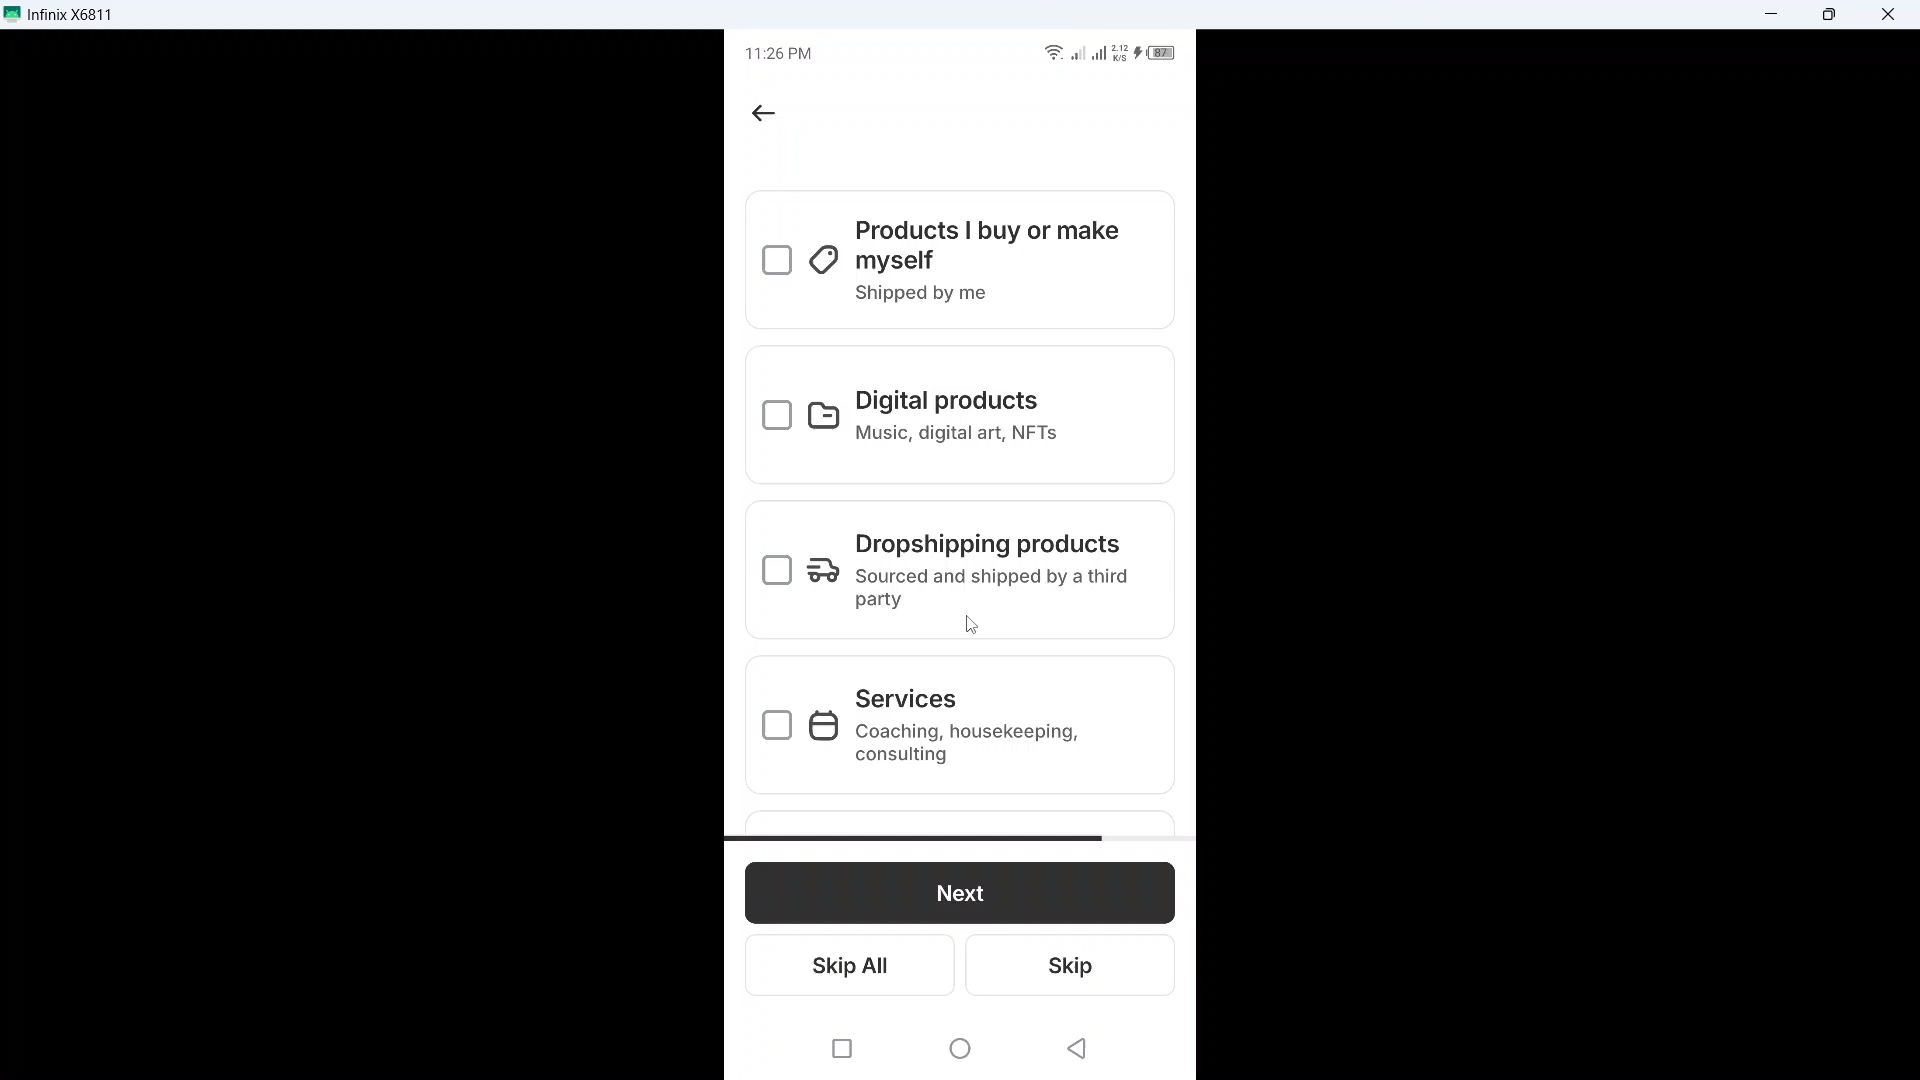 Infinix X6811
11:26 PM
2.12
K/S
87
Products I buy or make
myself
Shipped by me
Digital products
Music, digital art, NFTs
Dropshipping products
Sourced and shipped by a third
party
Services
Coaching, housekeeping,
consulting
Next
Skip All
Skip